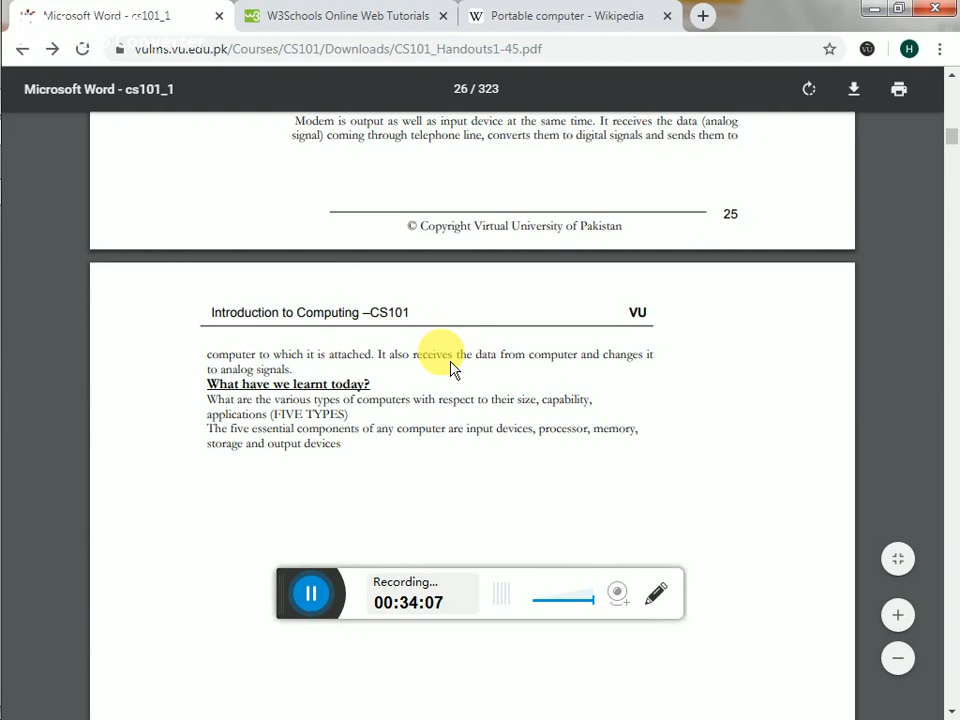 Microsoft Word - cs101_1
W3Schools Online Web Tutorials
Portable computer - Wikipedia
vulms.vu.edu.pk/Courses/CS101/Downloads/CS101_Handouts1-45.pdf
H
Microsoft Word - cs101_1
26 / 323
Modem is output as well as input device at the same time. It receives the data (analog
signal) coming through telephone line, converts them to digital signals and sends them to
25
© Copyright Virtual University of Pakistan
Introduction to Computing –CS101
VU
computer to which it is attached. It also receives the data from computer and changes it
to analog signals.
What have we learnt today?
What are the various types of computers with respect to their size, capability,
applications (FIVE TYPES)
The five essential components of any computer are input devices, processor, memory,
storage and output devices
Recording...
00:34:07